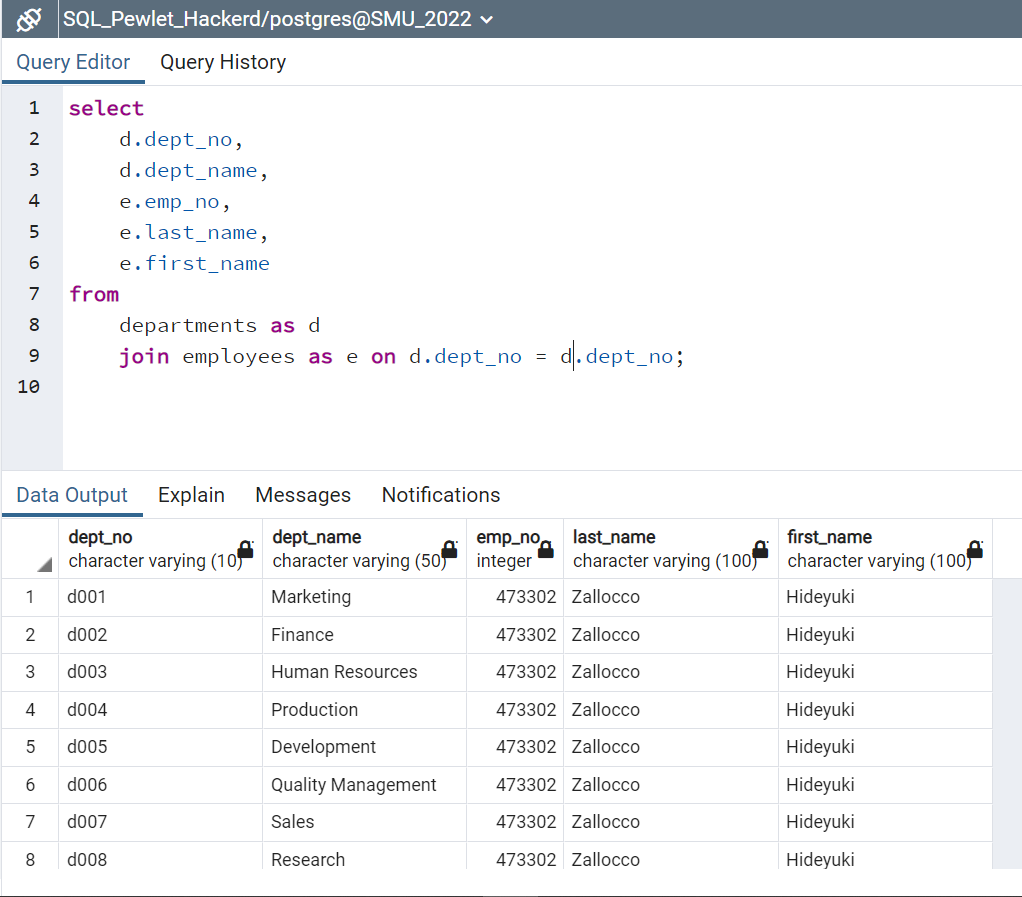 SQL_Pewlet_Hackerd/postgres@SMU_2022
Query Editor Query History
1 select
2 d.dept_no,
3 d.dept_name,
4 e.emp_no,
5 e.last_name,
6 e.first_name
7 from
8 departments as d
9 join employees as e on d.dept_no = d.dept_no;
10
Data Output Explain Messages Notifications
dept_no dept_name emp_no last_name first_name
character varying (10) character varying (50) integer character varying (100) character varying (100)
1 d001 Marketing 473302 Zallocco Hideyuki
2 d002 Finance 473302 Zallocco Hideyuki
3 d003 Human Resources 473302 Zallocco Hideyuki
4 d004 Production 473302 Zallocco Hideyuki
5 d005 Development 473302 Zallocco Hideyuki
6 d006 Quality Management 473302 Zallocco Hideyuki
7 d007 Sales 473302 Zallocco Hideyuki
8 d008 Research 473302 Zallocco Hideyuki